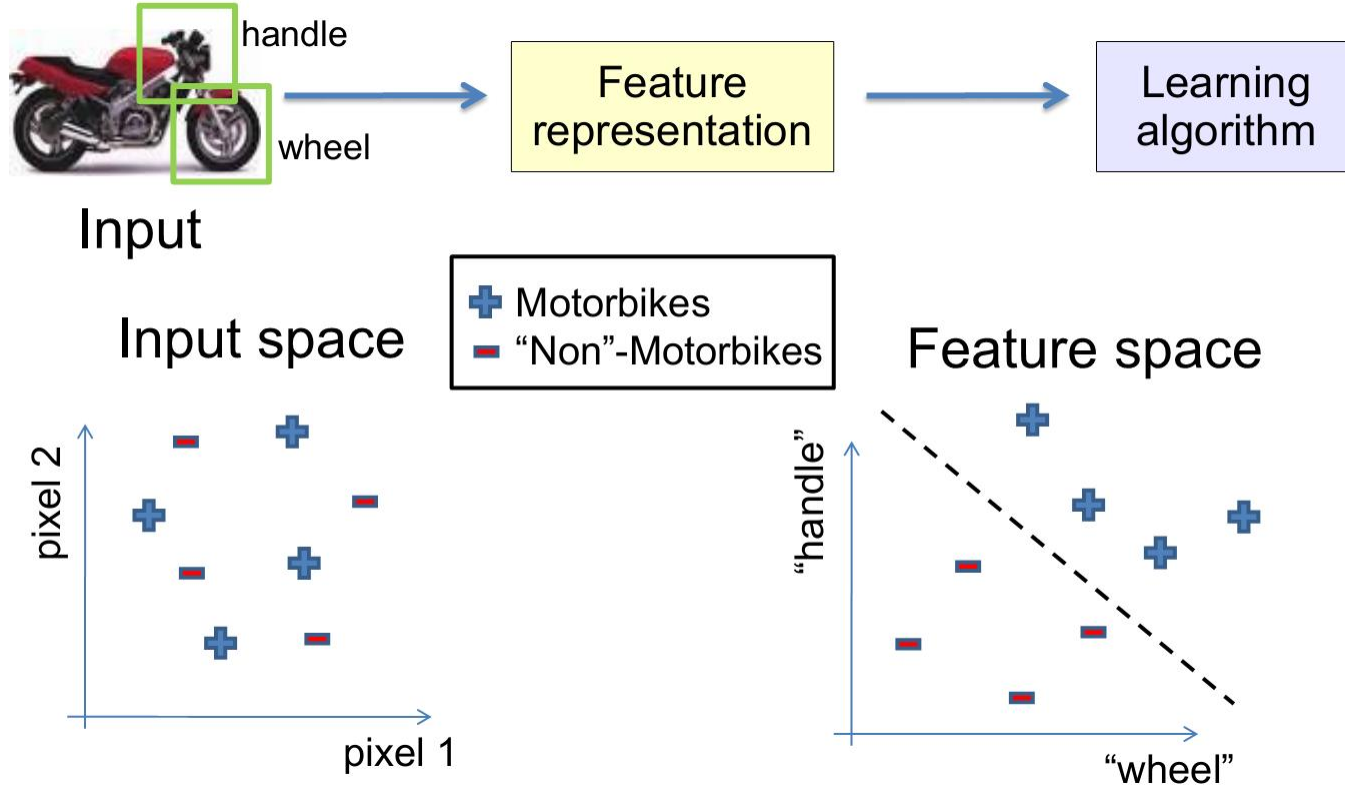 handle
wheel
Input
Feature
representation
Learning
algorithm
Motorbikes
“Non”-Motorbikes
Input space
pixel 2
pixel 1
Feature space
“handle”
“wheel”